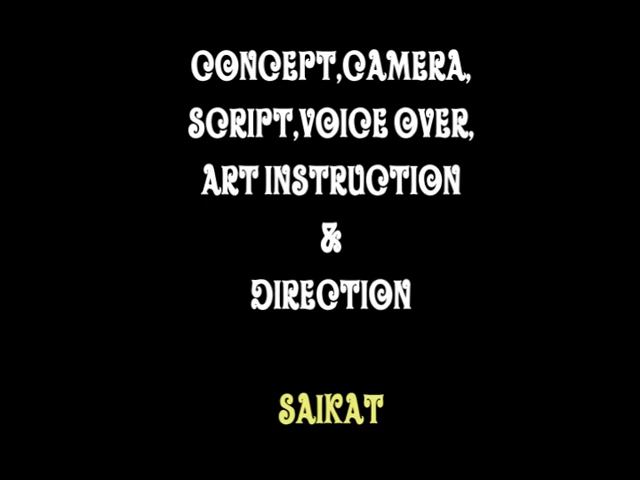 CONCEPT,CAMERA,
SCRIPT,VOICE OVER,
ART INSTRUCTION
&
DIRECTION
SAIKAT